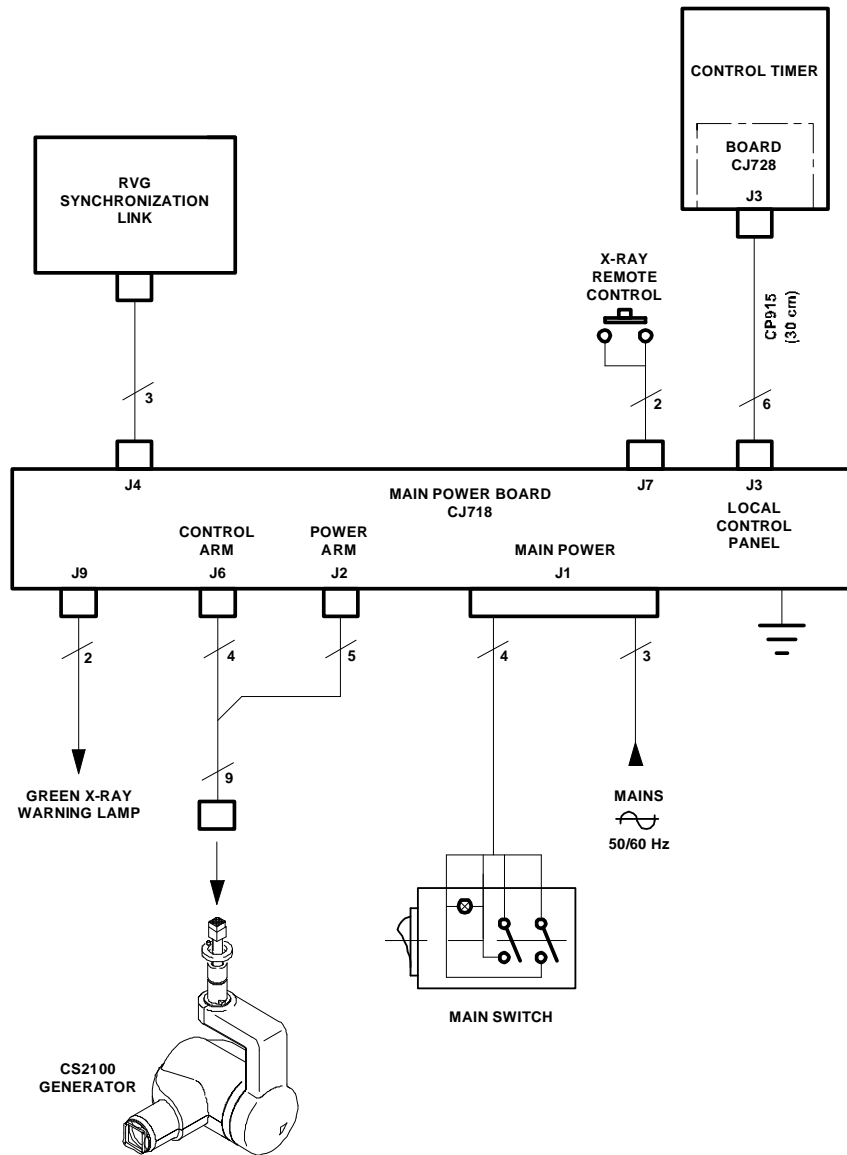 CONTROL TIMER
BOARD
CJ728
J3
RVG
SYNCHRONIZATION
LINK
X-RAY
REMOTE
CONTROL
CP915
(30 cm)
3
2
6
J4
J7
J3
MAIN POWER BOARD
CJ718
LOCAL
CONTROL
PANEL
CONTROL
ARM
J6
POWER
ARM
J2
MAIN POWER
J1
J9
2
4
5
4
3
9
GREEN X-RAY
WARNING LAMP
MAINS
50/60 Hz
MAIN SWITCH
CS2100
GENERATOR